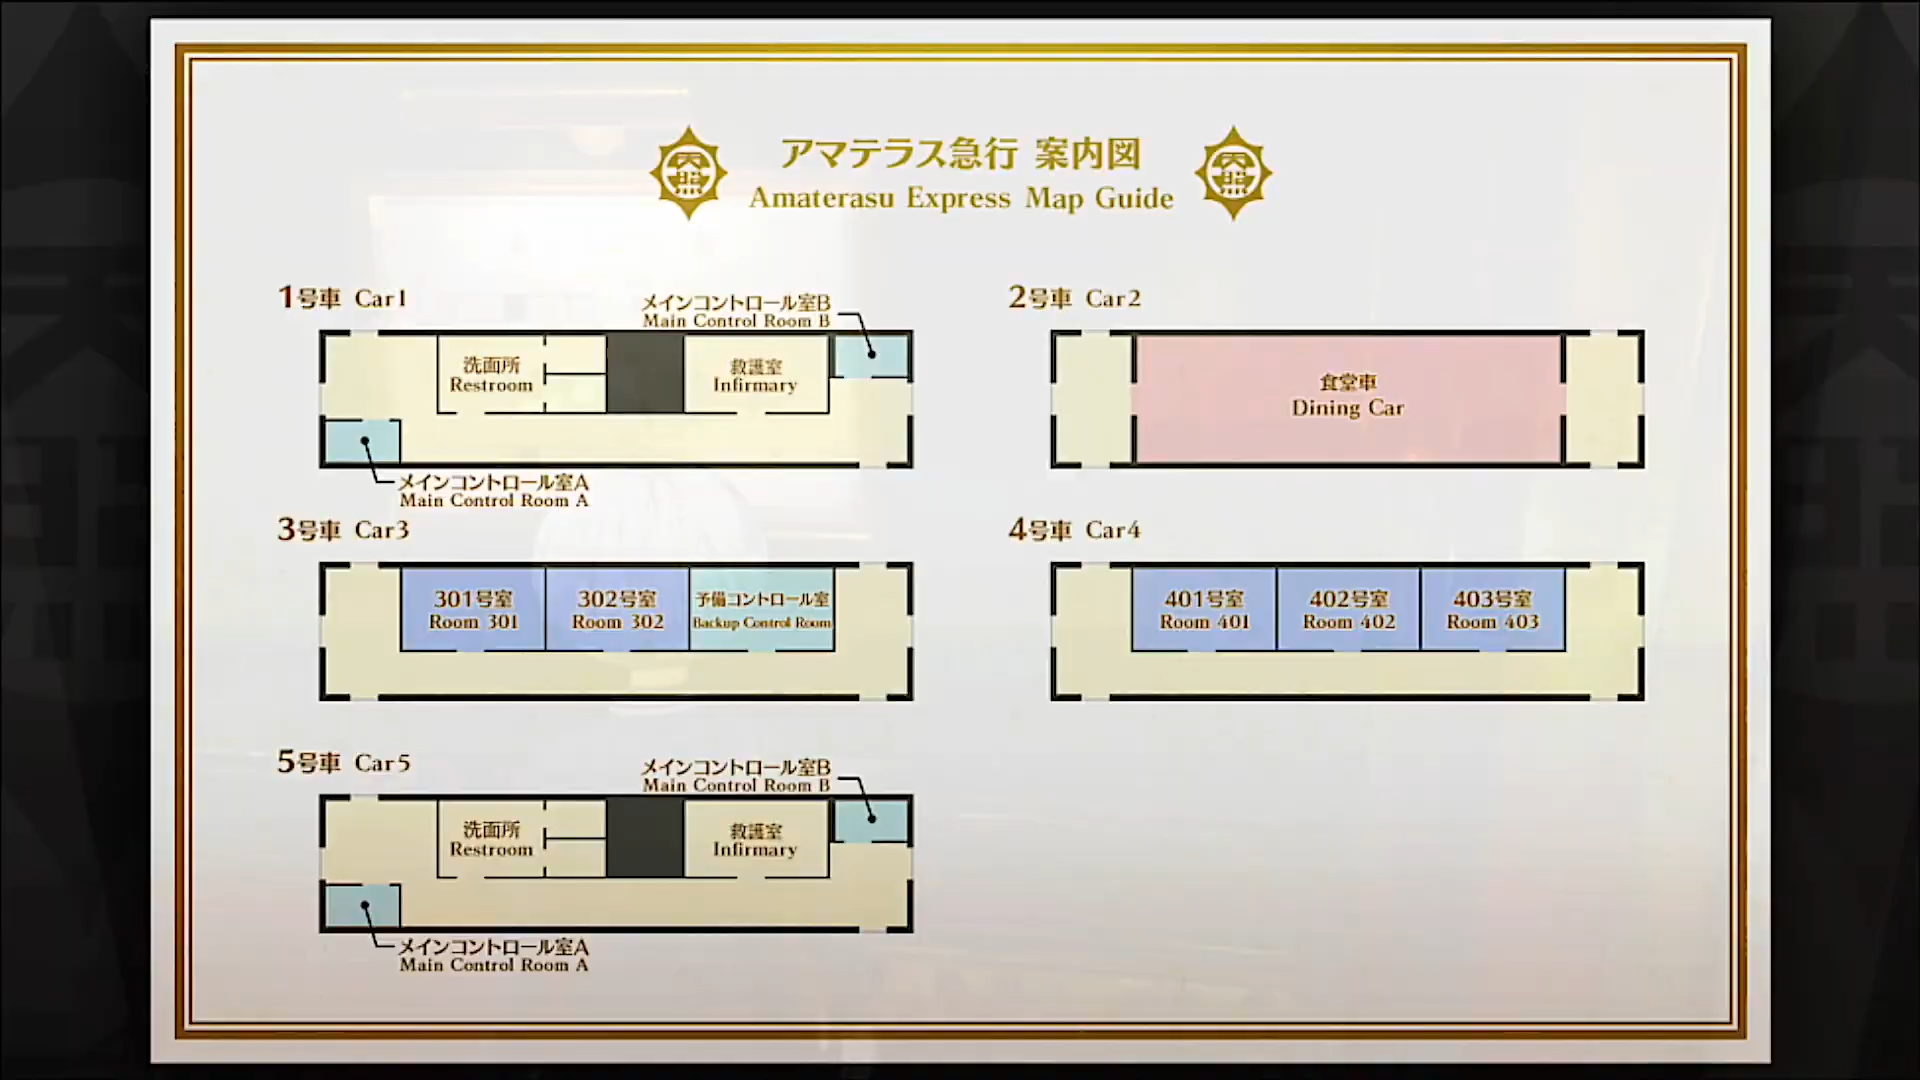 アマテラス急行 案内図
Amaterasu Express Map Guide
天照
天照
1号車 Car1
メインコントロール室B
Main Control Room B
洗面所
Restroom
救護室
Infirmary
メインコントロール室A
Main Control Room A
2号車 Car2
食堂車
Dining Car
3号車 Car3
301号室
Room 301
302号室
Room 302
予備コントロール室
Backup Control Room
4号車 Car4
401号室
Room 401
402号室
Room 402
403号室
Room 403
5号車 Car5
メインコントロール室B
Main Control Room B
洗面所
Restroom
救護室
Infirmary
メインコントロール室A
Main Control Room A